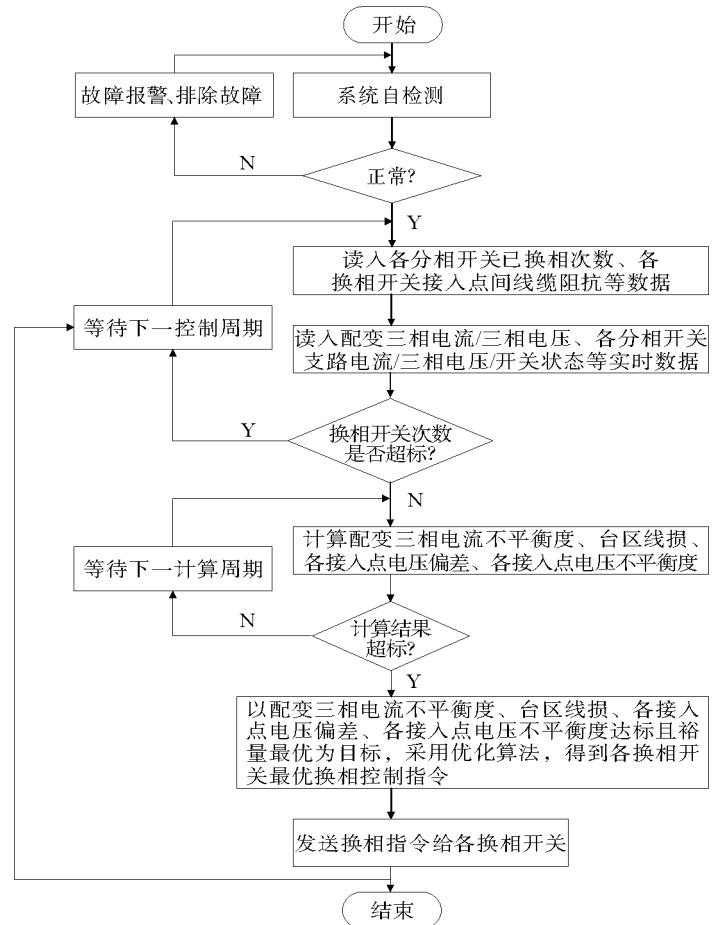 开始
故障报警、排除故障
系统自检测
N
正常?
Y
读入各分相开关已换相次数、各
换相开关接入点间线缆阻抗等数据
等待下一控制周期
读入配变三相电流/三相电压、各分相开关
支路电流/三相电压/开关状态等实时数据
Y
换相开关次数
是否超标?
N
计算配变三相电流不平衡度、台区线损、
各接入点电压偏差、各接入点电压不平衡度
等待下一计算周期
N
计算结果
超标?
Y
以配变三相电流不平衡度、台区线损、各接入
点电压偏差、各接入点电压不平衡度达标且裕
量最优为目标，采用优化算法，得到各换相开
关最优换相控制指令
发送换相指令给各换相开关
结束